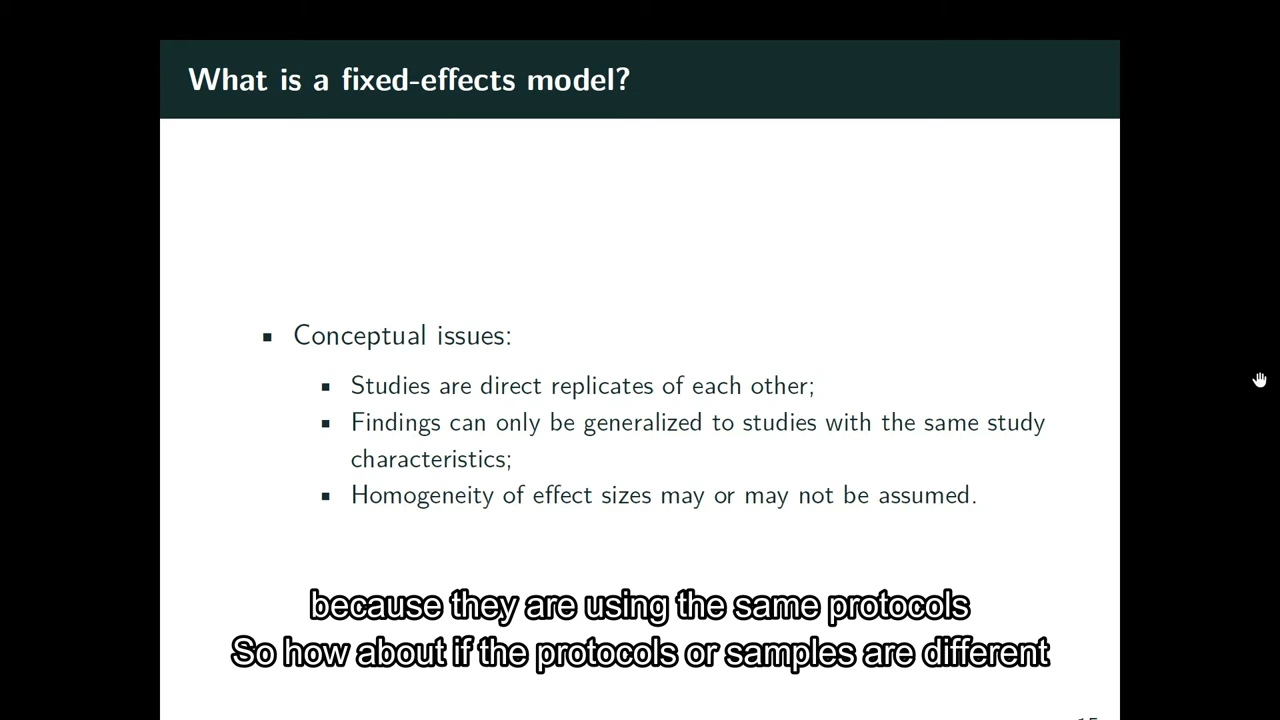 What is a fixed-effects model?
Conceptual issues:
Studies are direct replicates of each other;
Findings can only be generalized to studies with the same study
characteristics;
Homogeneity of effect sizes may or may not be assumed.
because they are using the same protocols
So how about if the protocols or samples are different